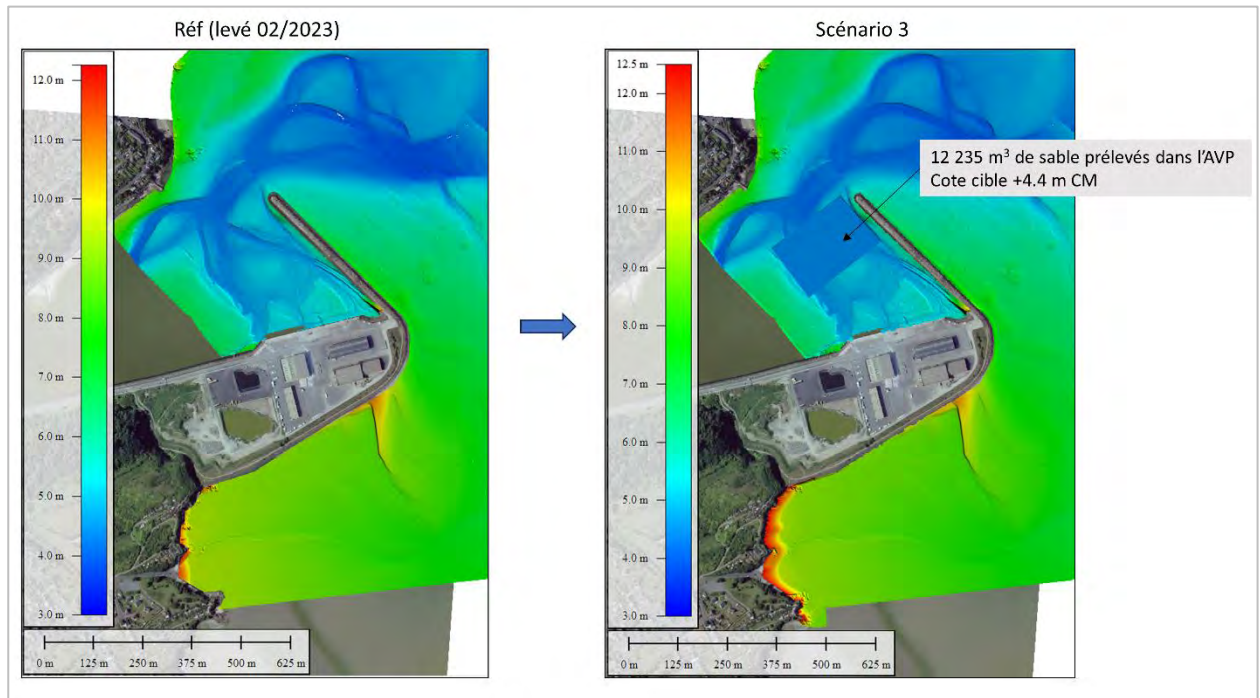 Réf (levé 02/2023)
12.0 m
11.0 m
10.0 m
9.0 m
8.0 m
7.0 m
6.0 m
5.0 m
4.0 m
3.0 m
0 m 125 m 250 m 375 m 500 m 625 m
Scénario 3
12.5 m
12.0 m
11.0 m
10.0 m
9.0 m
8.0 m
7.0 m
6.0 m
5.0 m
4.0 m
3.0 m
0 m 125 m 250 m 375 m 500 m 625 m
12 235 m³ de sable prélevés dans l’AVP
Cote cible +4.4 m CM